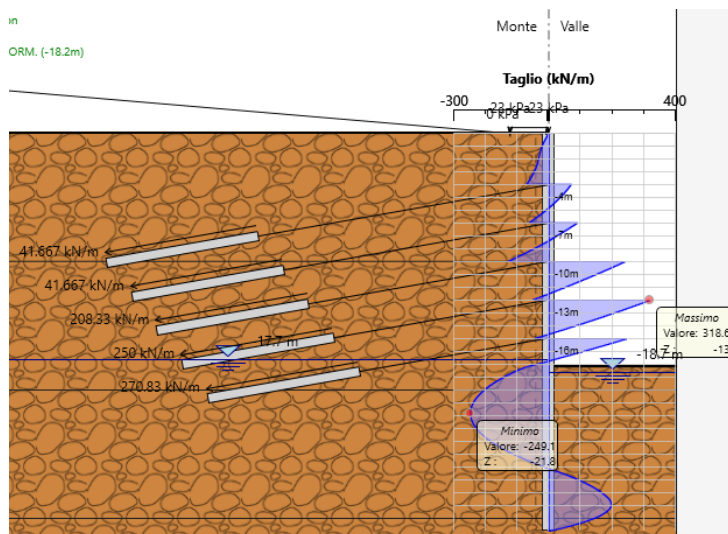 on
Monte Valle
ORM. (-18.2m)
Taglio (kN/m)
-300 400
23 kPa 23 kPa
0 kPa
-4m
-7m
41.667 kN/m
-10m
41.667 kN/m
208.33 kN/m
-13m
Massimo
Valore: 318.6
Z : -13
250 kN/m
-17.7 m
-16m
-18.7 m
270.83 kN/m
Minimo
Valore: -249.1
Z : -21.8